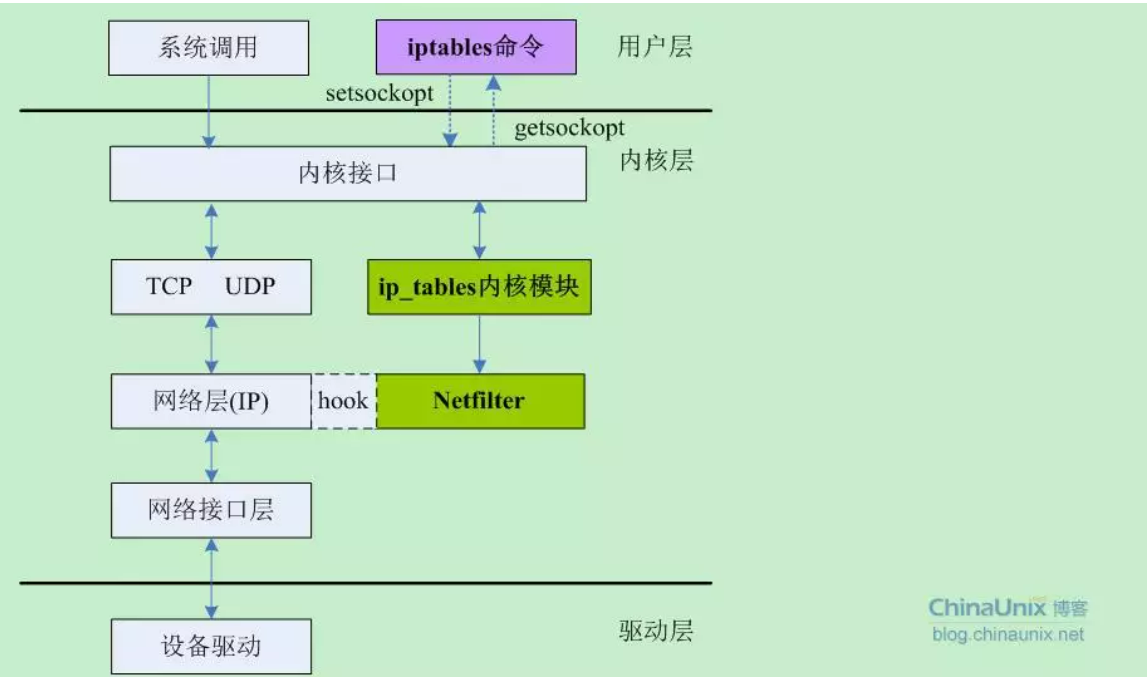 系统调用
iptables命令
用户层
setsockopt
getsockopt
内核接口
内核层
TCP UDP
ip_tables内核模块
网络层(IP)
hook
Netfilter
网络接口层
设备驱动
驱动层
ChinaUnix 博客
blog.chinaunix.net